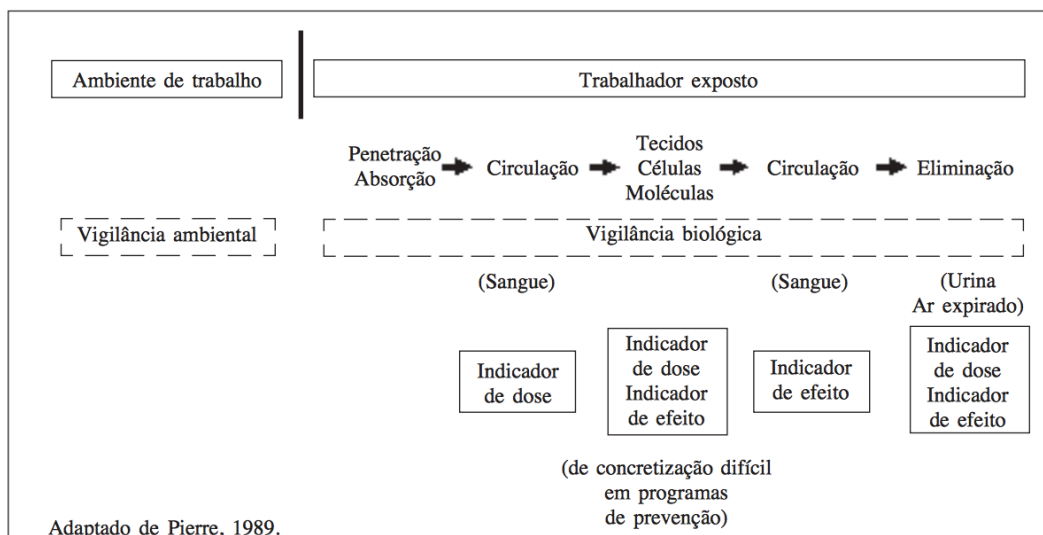 Ambiente de trabalho
Trabalhador exposto
Penetração
Absorção
Circulação
Tecidos
Células
Moléculas
Circulação
Eliminação
Vigilância ambiental
Vigilância biológica
(Sangue)
(Sangue)
(Urina
Ar expirado)
Indicador
de dose
Indicador
de dose
Indicador
de efeito
Indicador
de efeito
Indicador
de dose
Indicador
de efeito
(de concretização difícil
em programas
de prevenção)
Adaptado de Pierre, 1989.